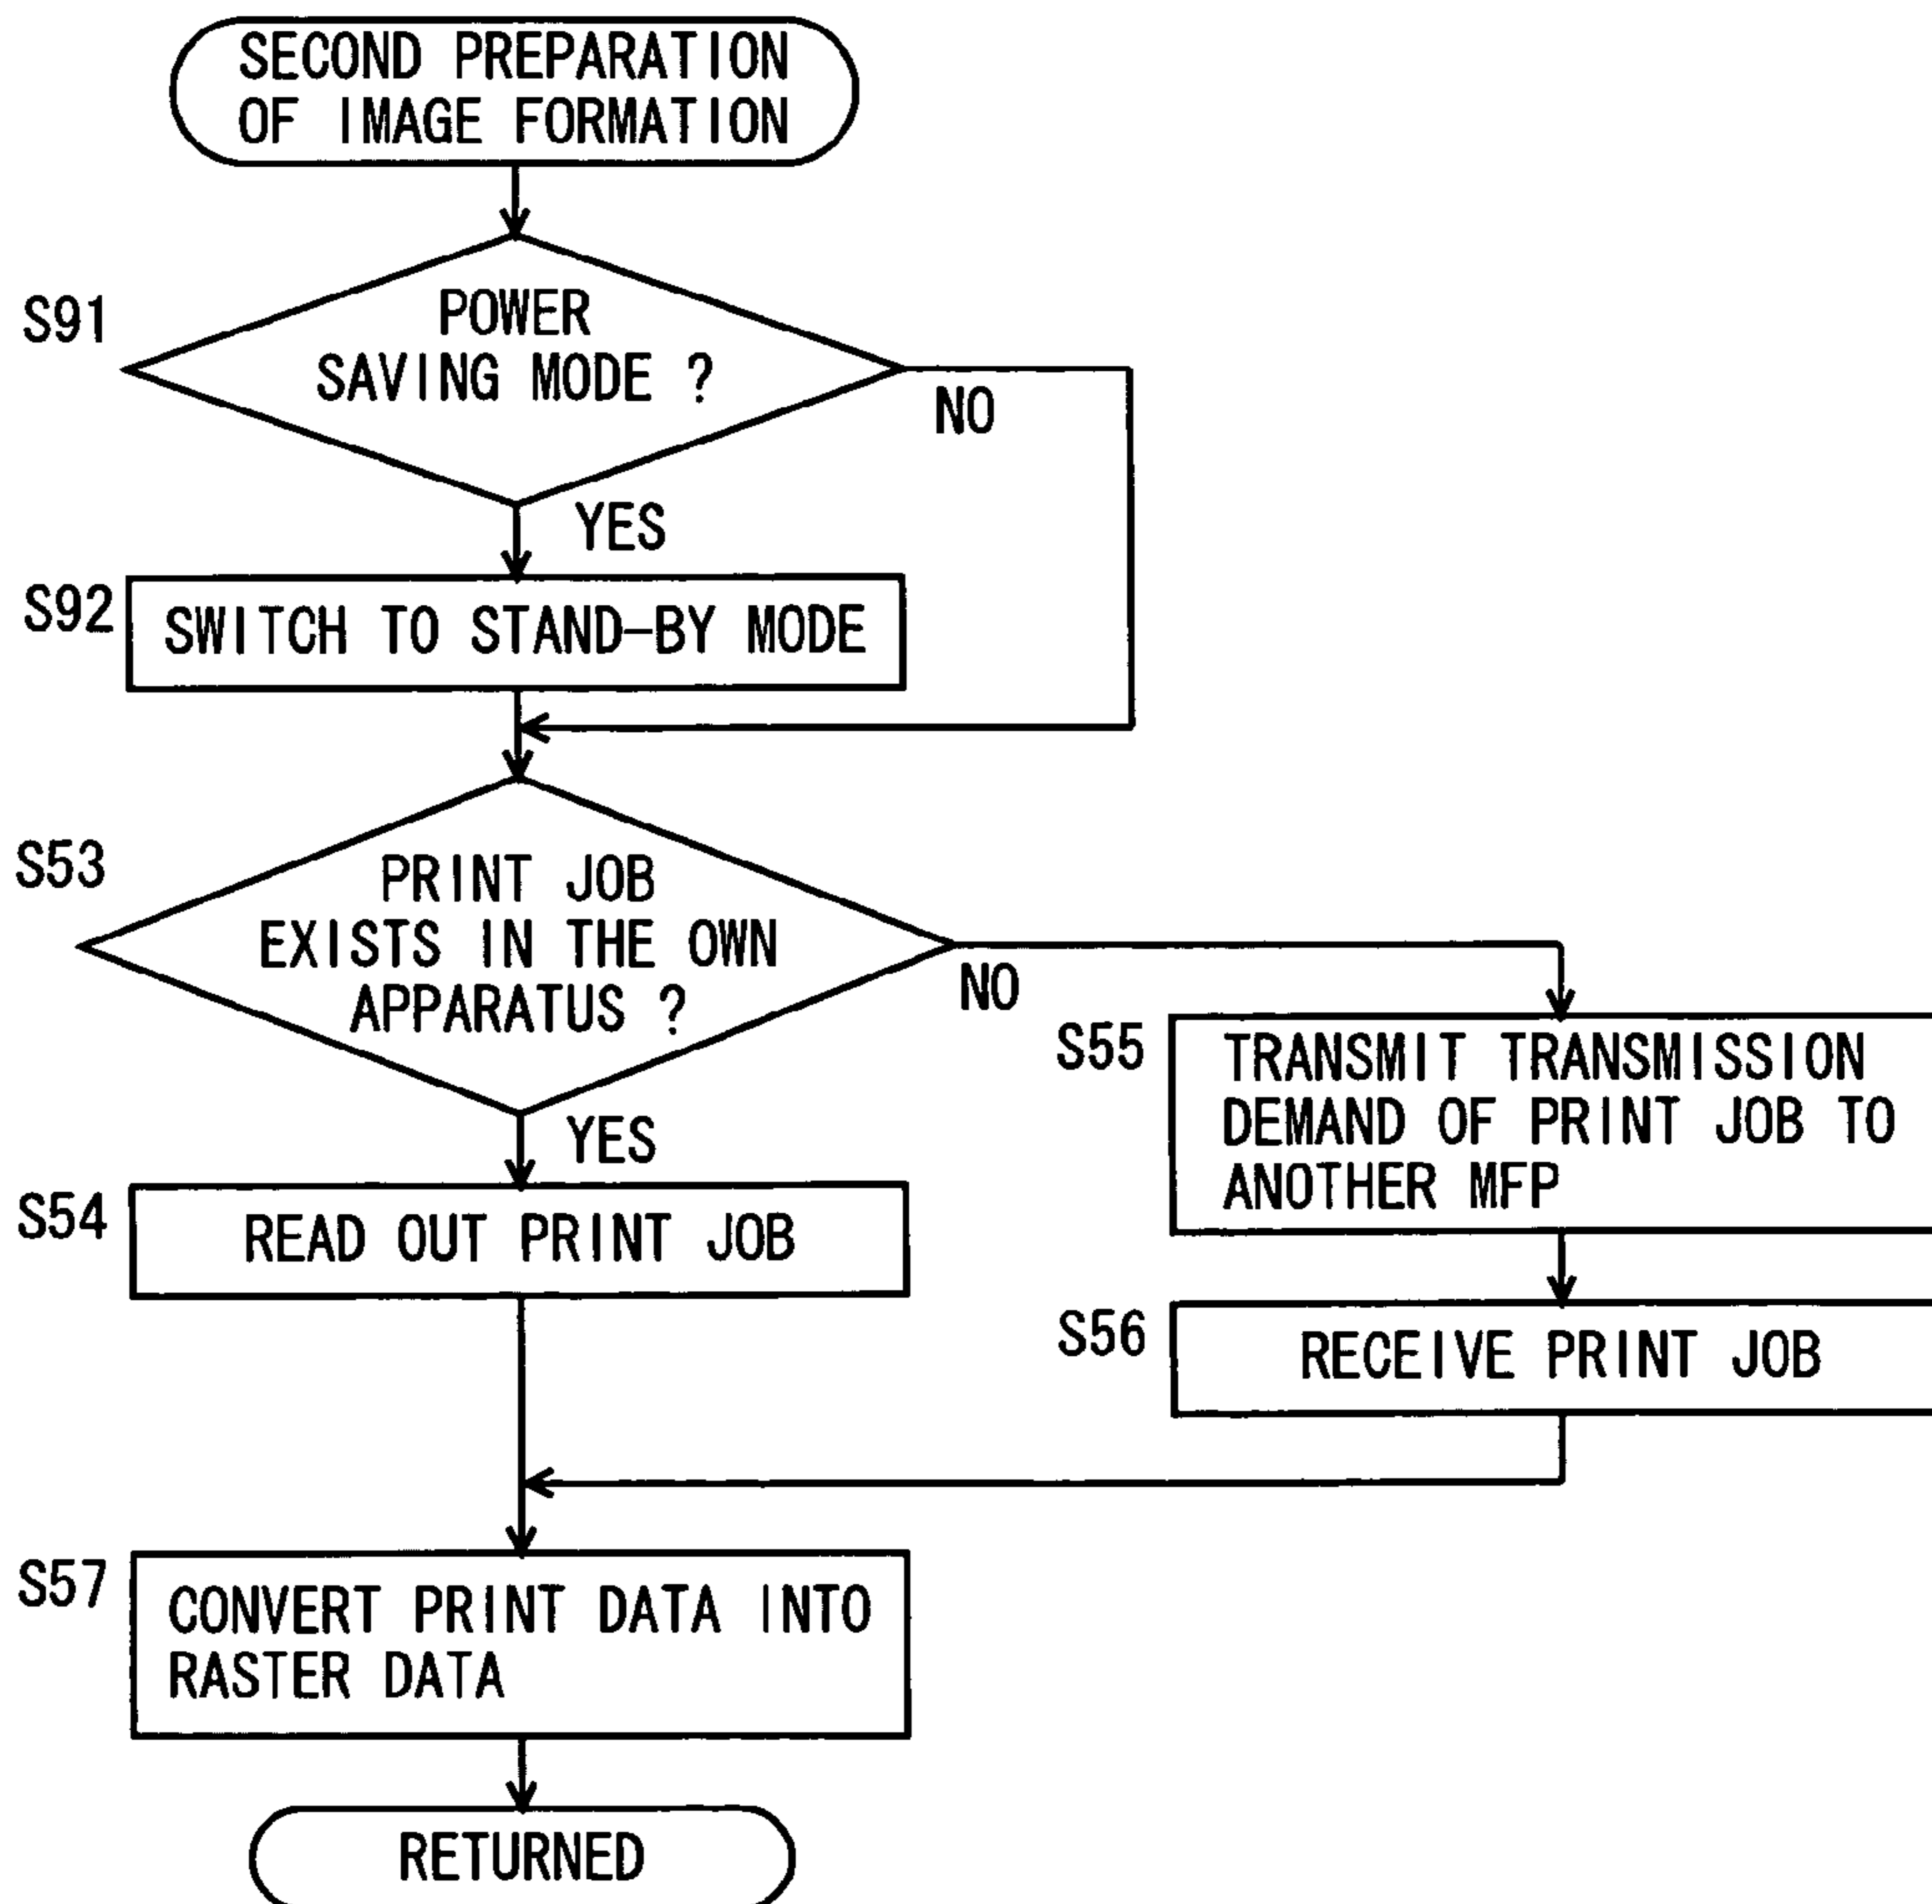 SECOND PREPARATION
OF IMAGE FORMATION
S91
POWER
SAVING MODE ?
NO
YES
S92
SWITCH TO STAND-BY MODE
S53
PRINT JOB
EXISTS IN THE OWN
APPARATUS ?
NO
YES
S55
TRANSMIT TRANSMISSION
DEMAND OF PRINT JOB TO
ANOTHER MFP
S54
READ OUT PRINT JOB
S56
RECEIVE PRINT JOB
S57
CONVERT PRINT DATA INTO
RASTER DATA
RETURNED